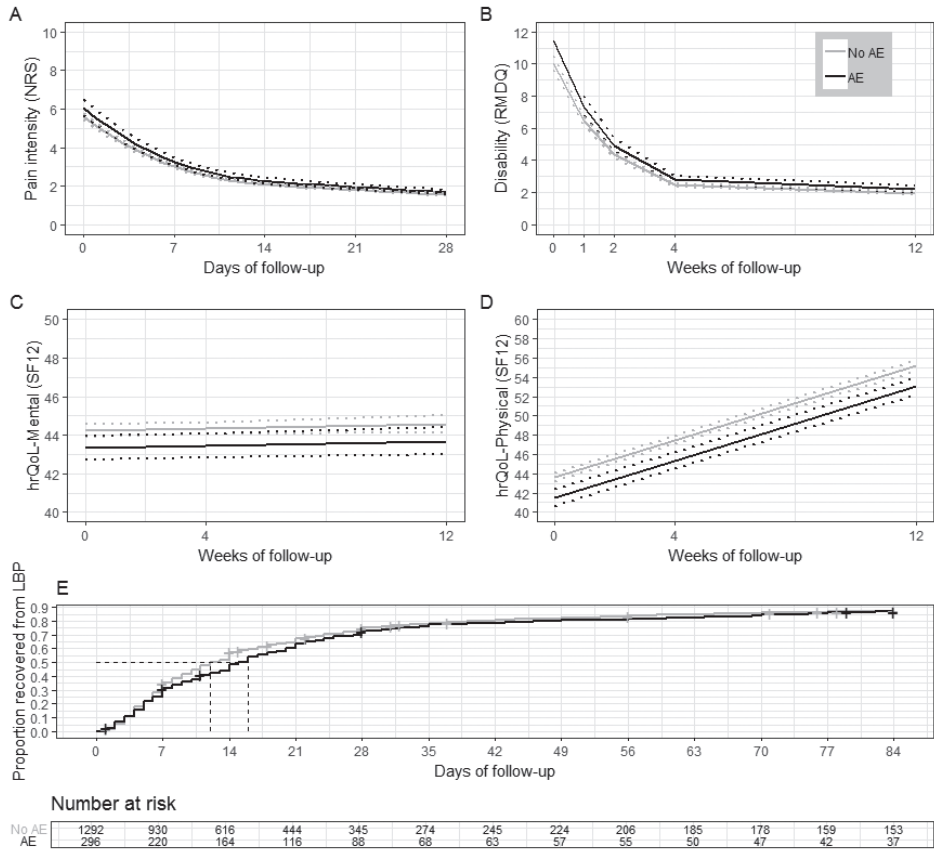 A
10
8
6
4
2
0
Pain intensity (NRS)
0 7 14 21 28
Days of follow-up
B
12
10
8
6
4
2
0
Disability (RMDQ)
No AE
AE
0 1 2 4 12
Weeks of follow-up
C
50
48
46
44
42
40
hrQoL-Mental (SF12)
0 4 12
Weeks of follow-up
D
60
58
56
54
52
50
48
46
44
42
40
hrQoL-Physical (SF12)
0 4 12
Weeks of follow-up
E
0.9
0.8
0.7
0.6
0.5
0.4
0.3
0.2
0.1
0.0
Proportion recovered from LBP
0 7 14 21 28 35 42 49 56 63 70 77 84
Days of follow-up
Number at risk
No AE 1292 930 616 444 345 274 245 224 206 185 178 159 153
AE 296 220 164 116 88 68 63 57 55 50 47 42 37